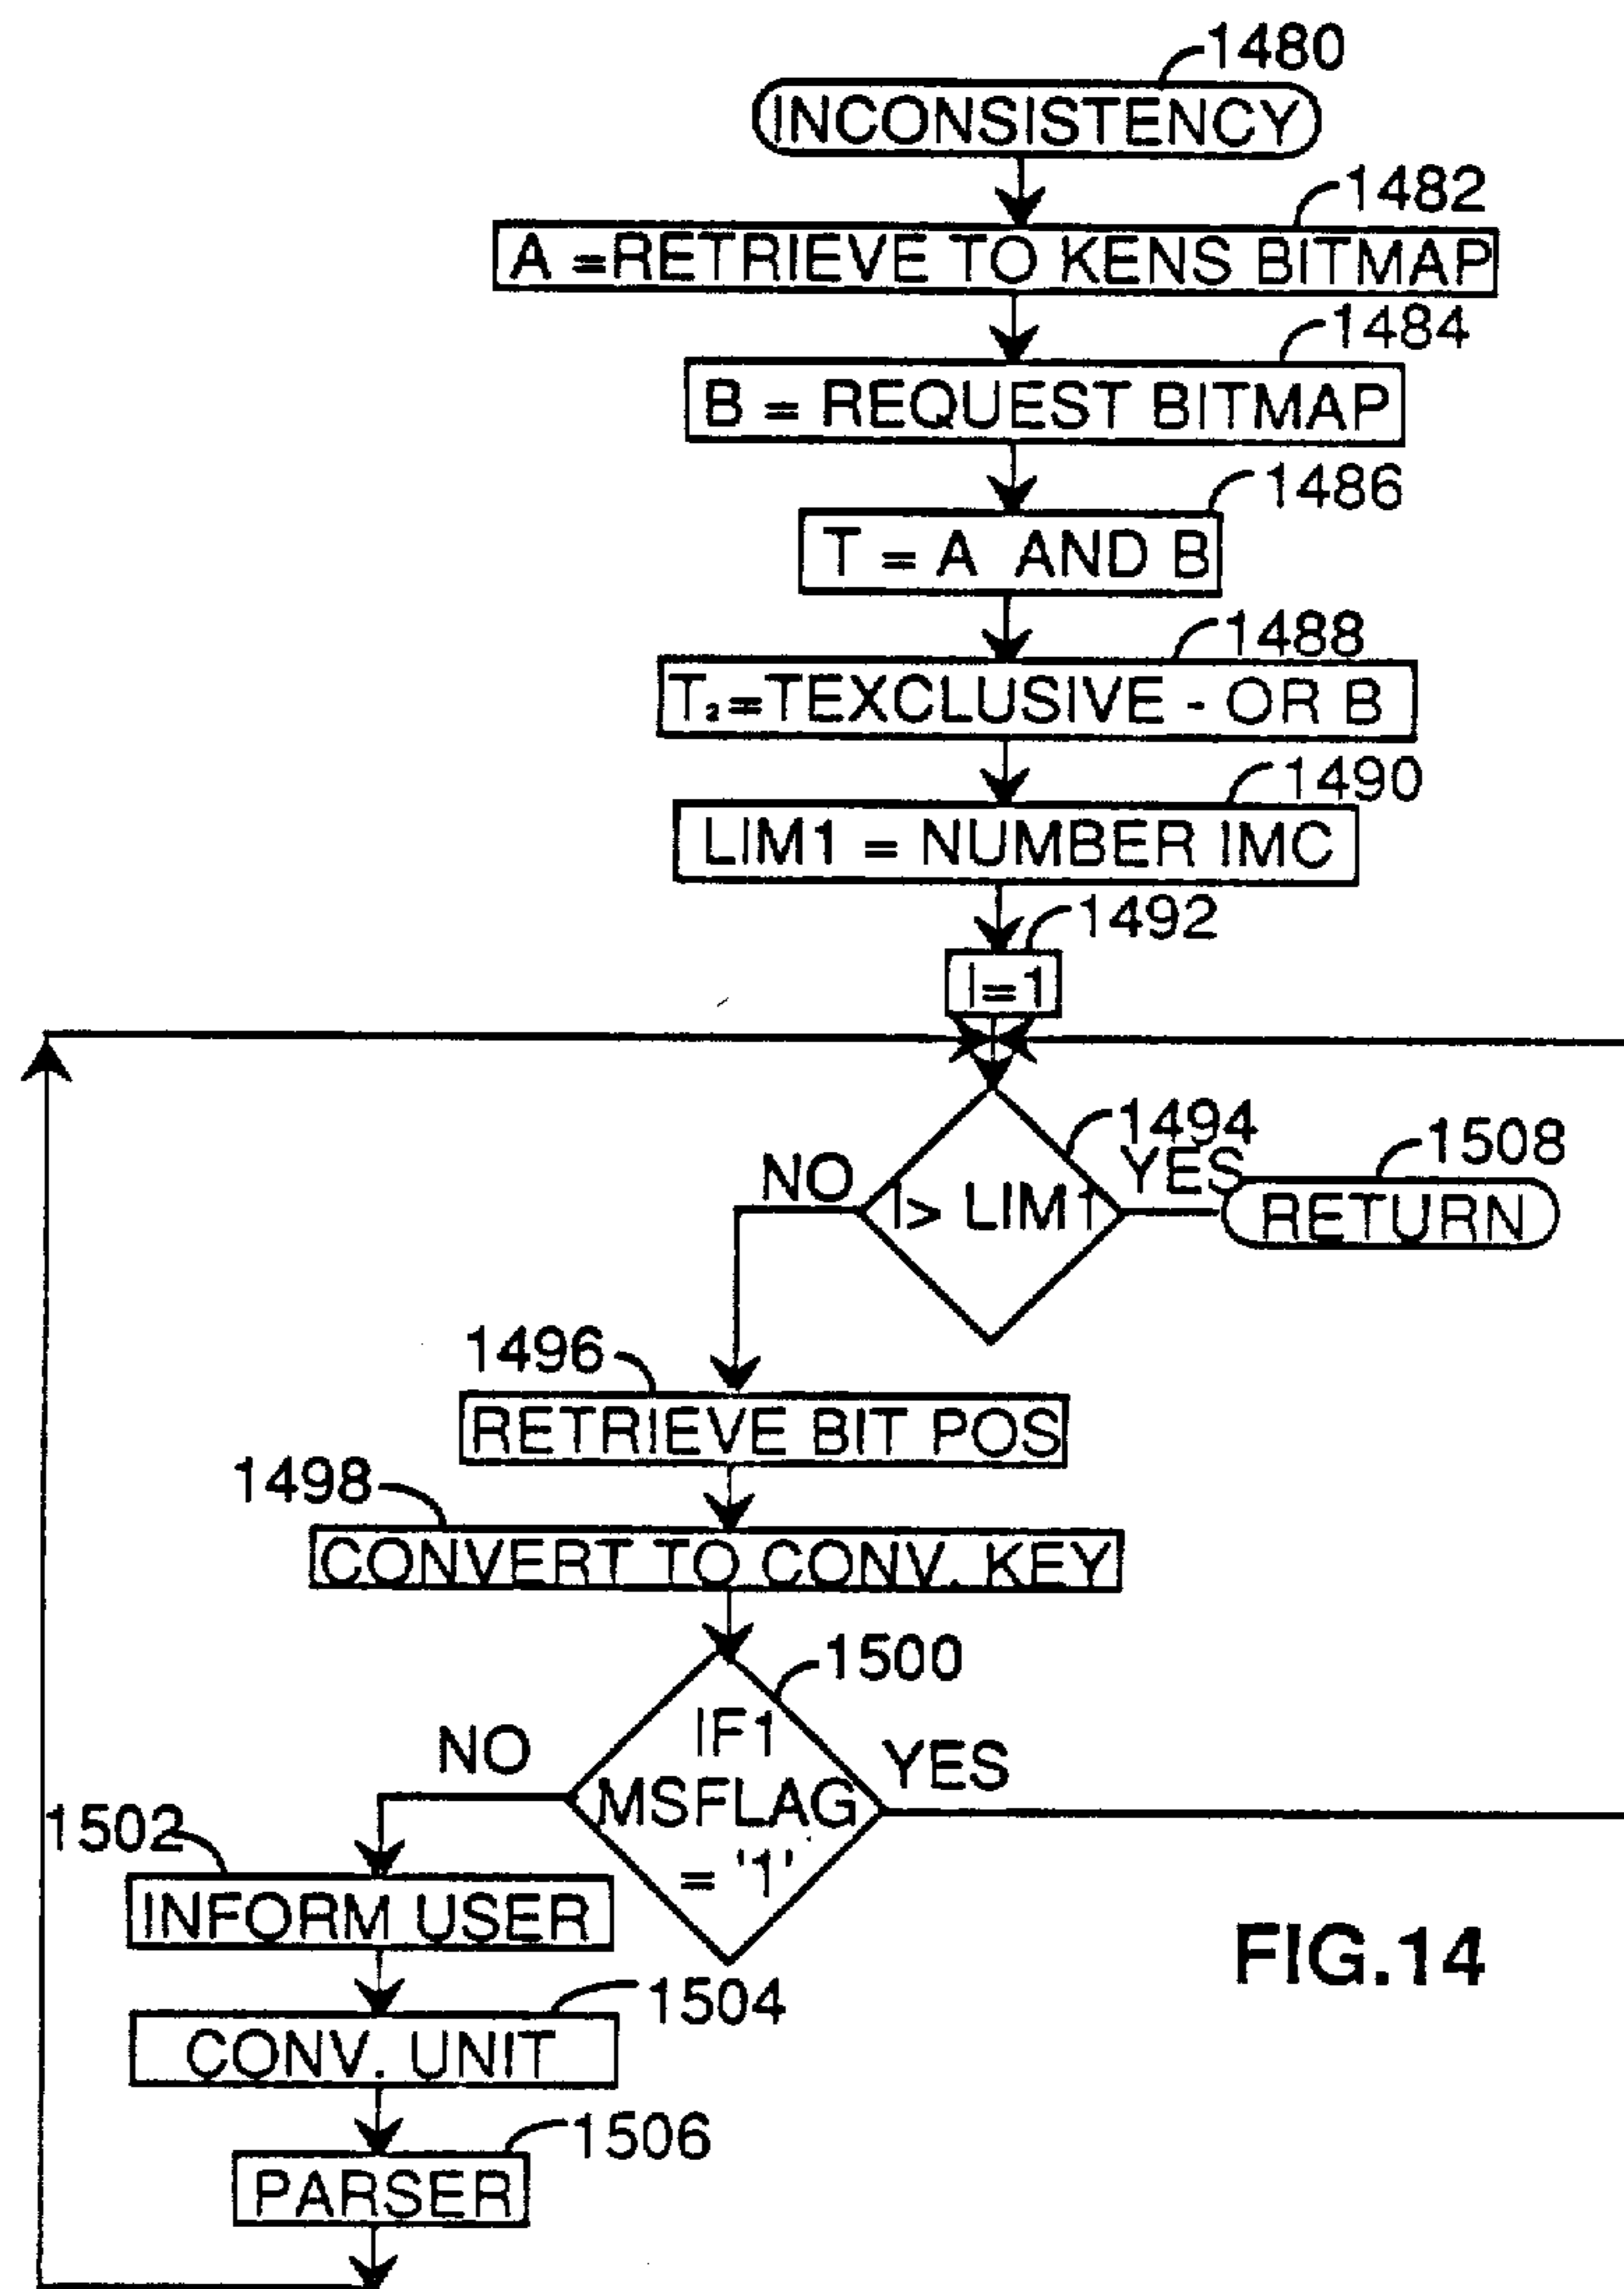 1480
INCONSISTENCY
1482
A =RETRIEVE TO KENS BITMAP
1484
B = REQUEST BITMAP
1486
T = A AND B
1488
T₂=TEXCLUSIVE - OR B
1490
LIM1 = NUMBER IMC
1492
I=1
1494
NO
I> LIM1
YES
1508
RETURN
1496
RETRIEVE BIT POS
1498
CONVERT TO CONV. KEY
1500
IF1
MSFLAG
= '1'
NO
YES
1502
INFORM USER
1504
CONV. UNIT
1506
PARSER
FIG.14